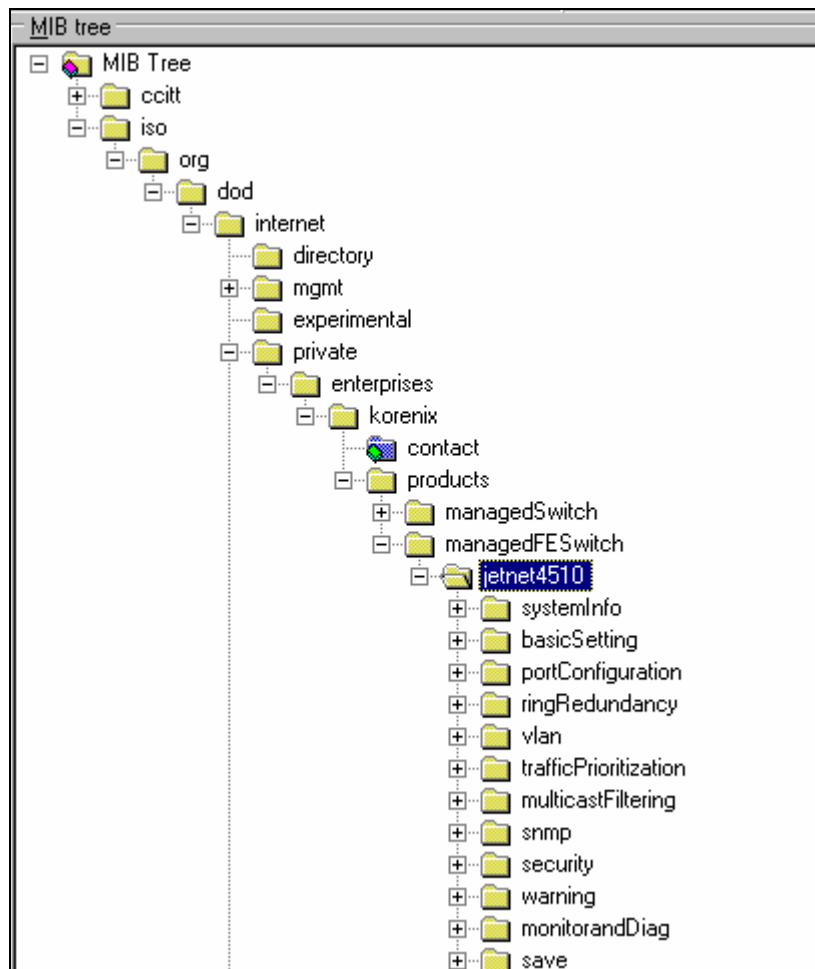 MIB tree
MIB Tree
ccitt
iso
org
dod
internet
directory
mgmt
experimental
private
enterprises
korenix
contact
products
managedSwitch
managedFESwitch
jetnet4510
systemInfo
basicSetting
portConfiguration
ringRedundancy
vlan
trafficPrioritization
multicastFiltering
snmp
security
warning
monitorandDiag
save